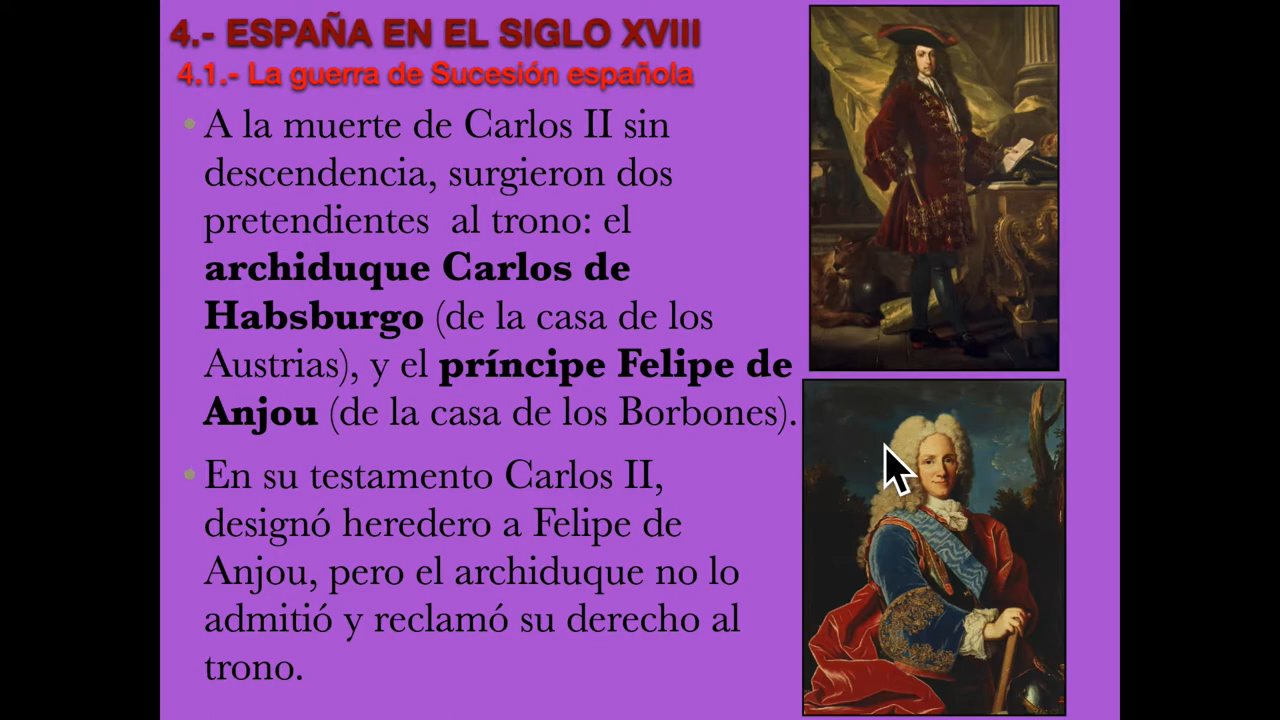 4.- ESPAÑA EN EL SIGLO XVIII
4.1.- La guerra de Sucesión española
• A la muerte de Carlos II sin
descendencia, surgieron dos
pretendientes al trono: el
archiduque Carlos de
Habsburgo (de la casa de los
Austrias), y el príncipe Felipe de
Anjou (de la casa de los Borbones).
• En su testamento Carlos II,
designó heredero a Felipe de
Anjou, pero el archiduque no lo
admitió y reclamó su derecho al
trono.